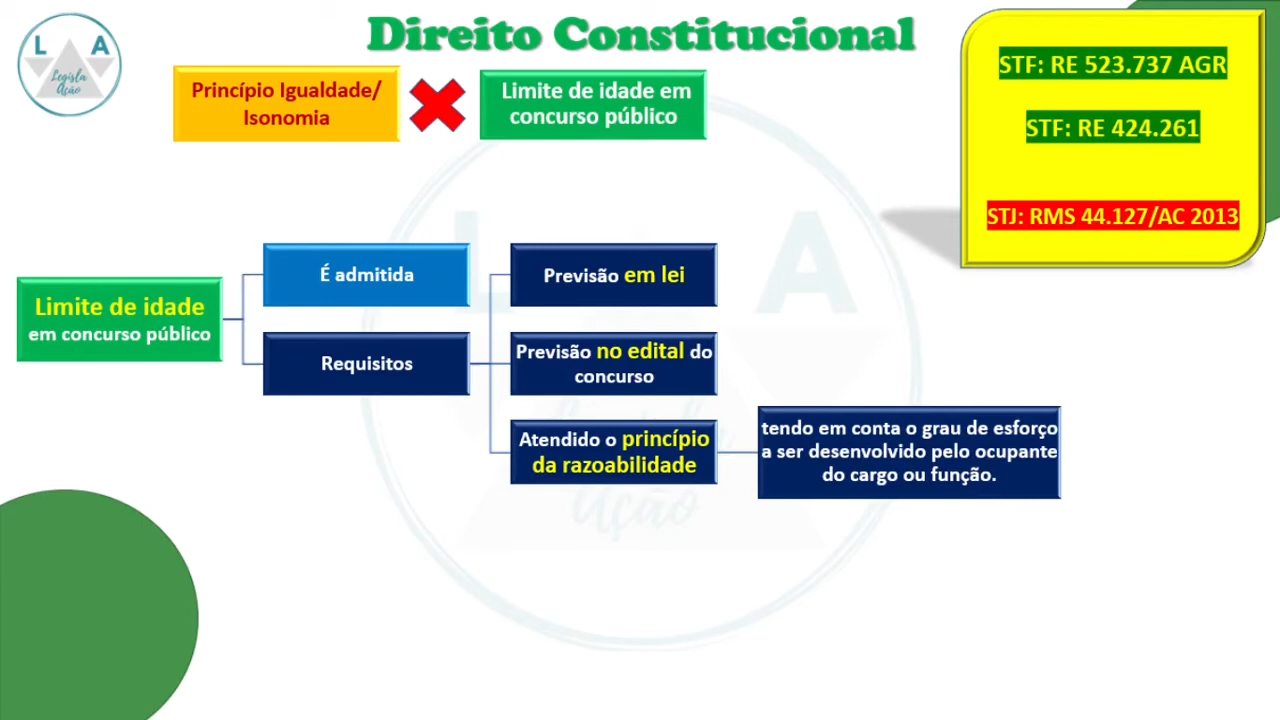 Direito Constitucional
L A
Legisla
Ação
Princípio Igualdade/
Isonomia
Limite de idade em
concurso público
STF: RE 523.737 AGR
STF: RE 424.261
STJ: RMS 44.127/AC 2013
Limite de idade
em concurso público
É admitida
Requisitos
Previsão em lei
Previsão no edital do
concurso
Atendido o princípio
da razoabilidade
tendo em conta o grau de esforço
a ser desenvolvido pelo ocupante
do cargo ou função.
L A
Legisla
Ação